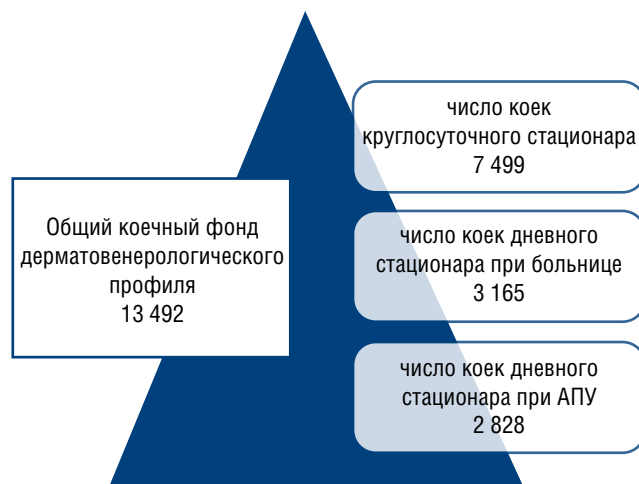 Общий коечный фонд
дерматовенерологического
профиля
13 492
число коек
круглосуточного стационара
7 499
число коек дневного
стационара при больнице
3 165
число коек дневного
стационара при АПУ
2 828